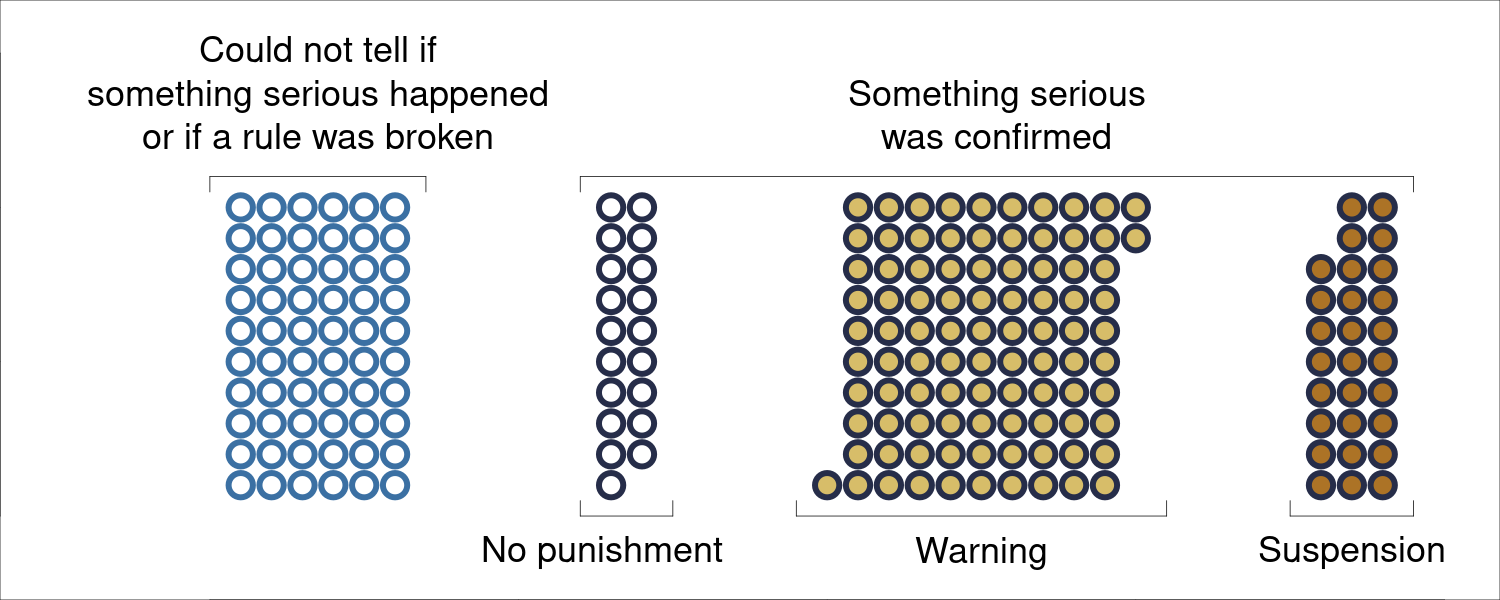 Could not tell if
something serious happened
or if a rule was broken
Something serious
was confirmed
No punishment
Warning
Suspension